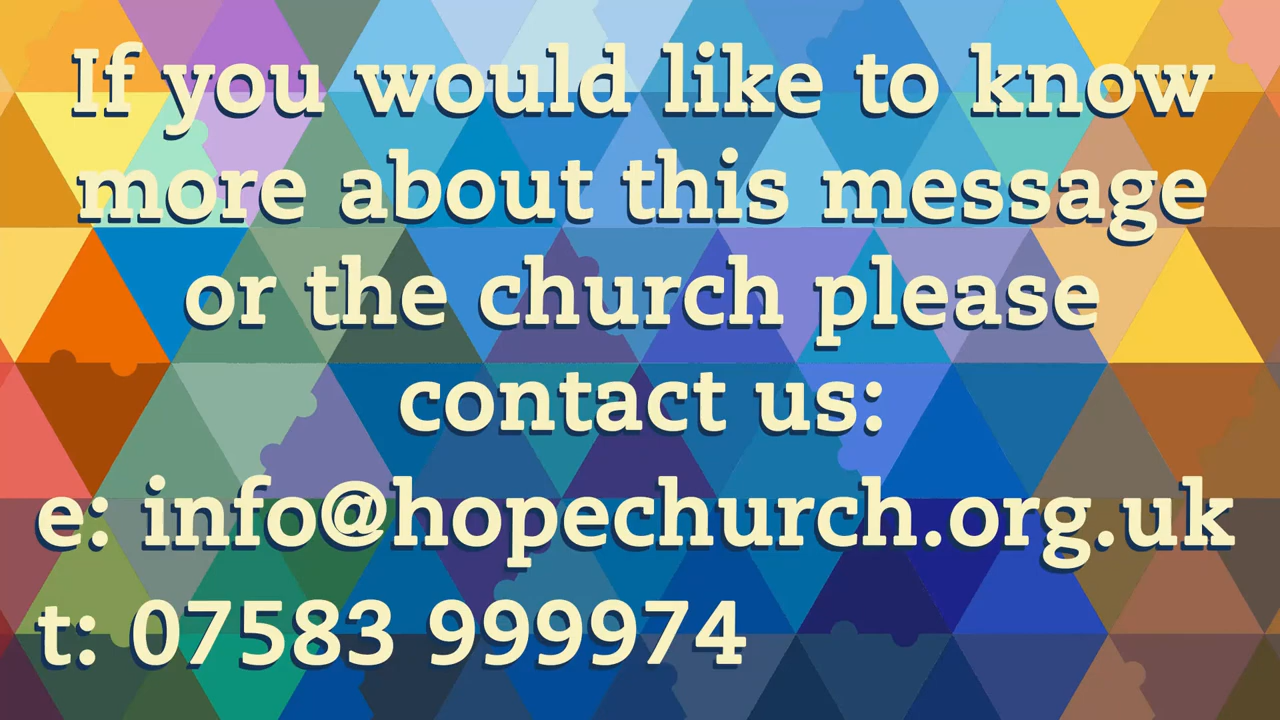 If you would like to know
more about this message
or the church please
contact us:
e: info@hopechurch.org.uk
t: 07583 999974